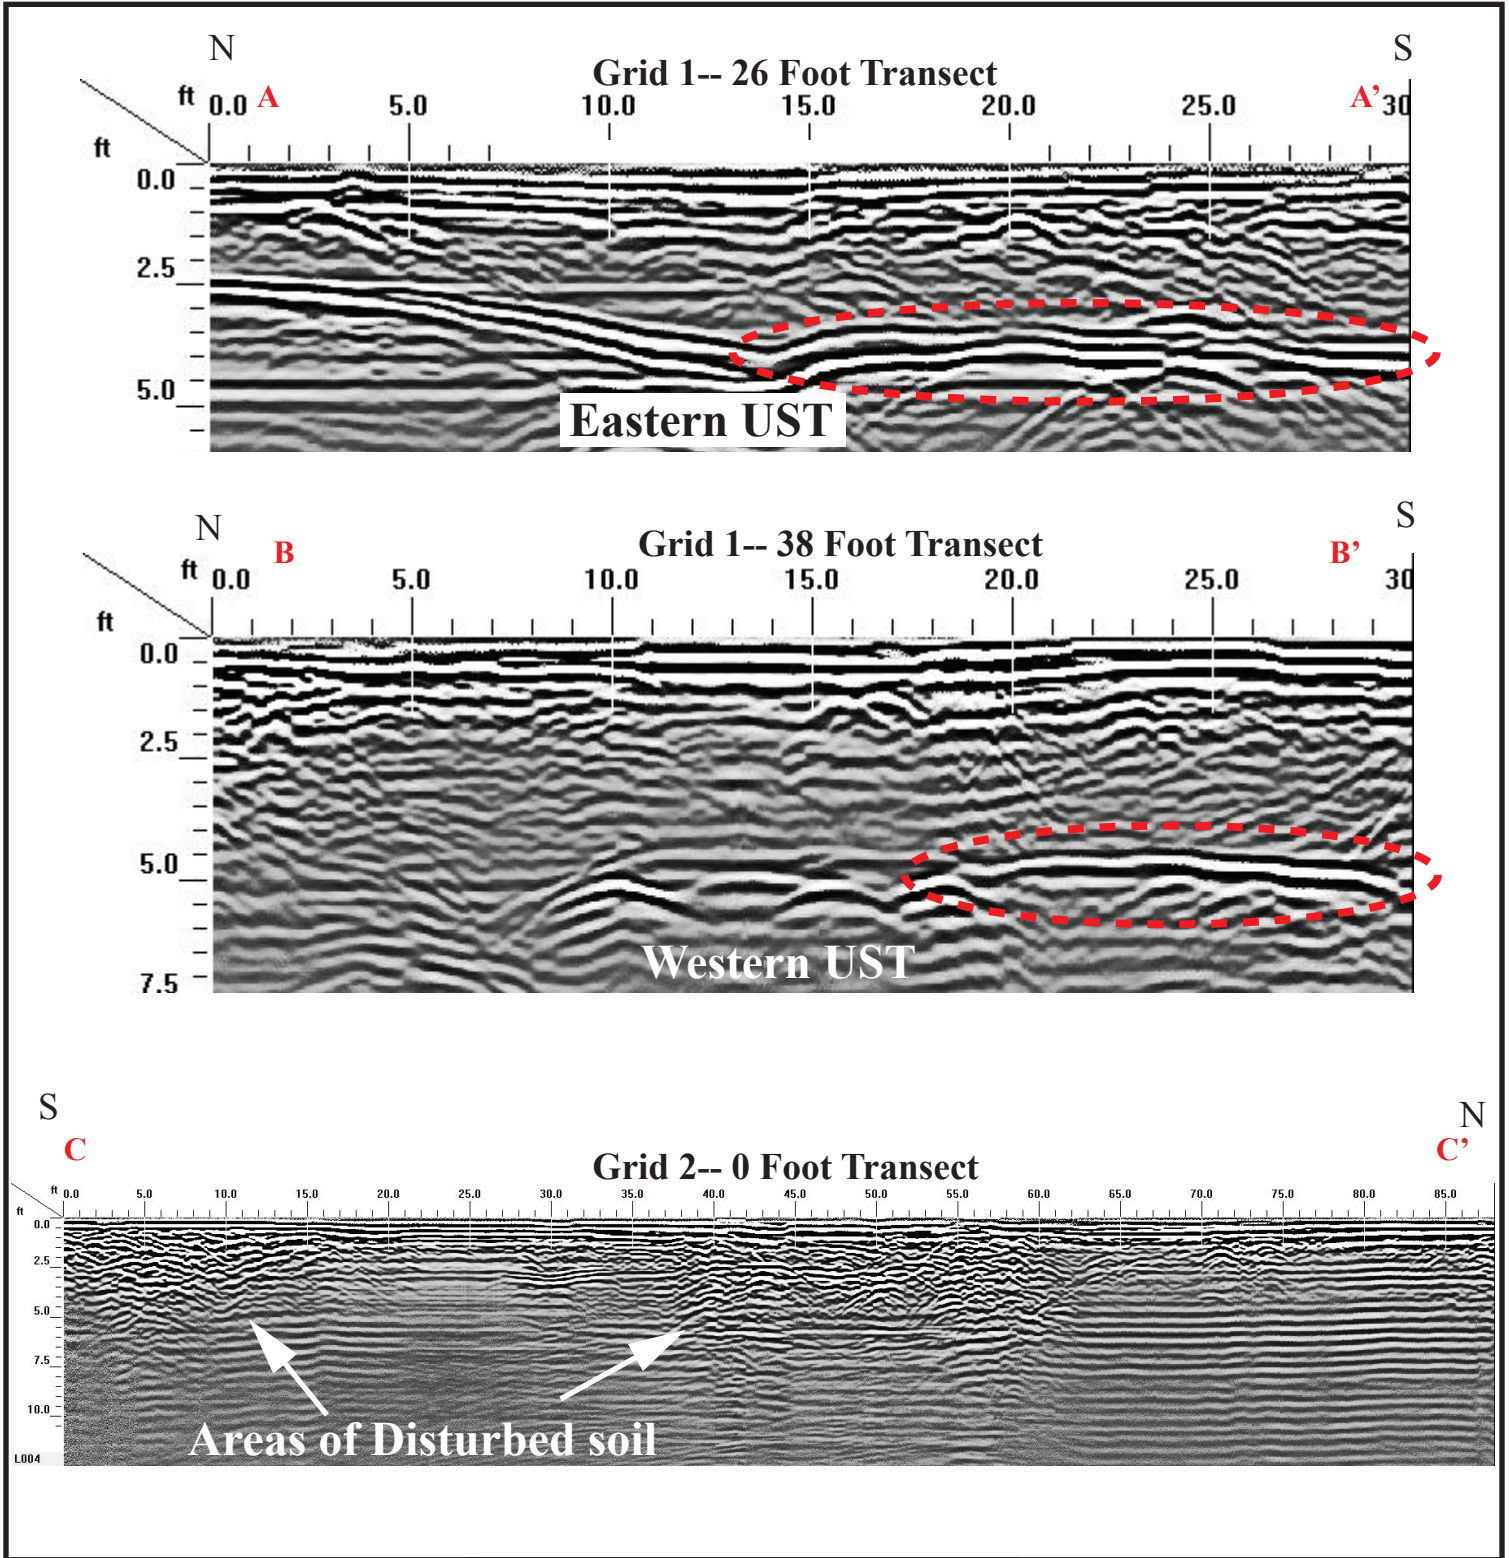 N
S
Grid 1-- 26 Foot Transect
ft 0.0 A 5.0 10.0 15.0 20.0 25.0 A’ 30
ft
0.0
2.5
5.0
Eastern UST
N
S
Grid 1-- 38 Foot Transect
B B’
ft 0.0 5.0 10.0 15.0 20.0 25.0 30
ft
0.0
2.5
5.0
Western UST
7.5
S
N
C C’
Grid 2-- 0 Foot Transect
ft 0.0 5.0 10.0 15.0 20.0 25.0 30.0 35.0 40.0 45.0 50.0 55.0 60.0 65.0 70.0 75.0 80.0 85.0
ft
0.0
2.5
5.0
7.5
10.0
Areas of Disturbed soil
L004